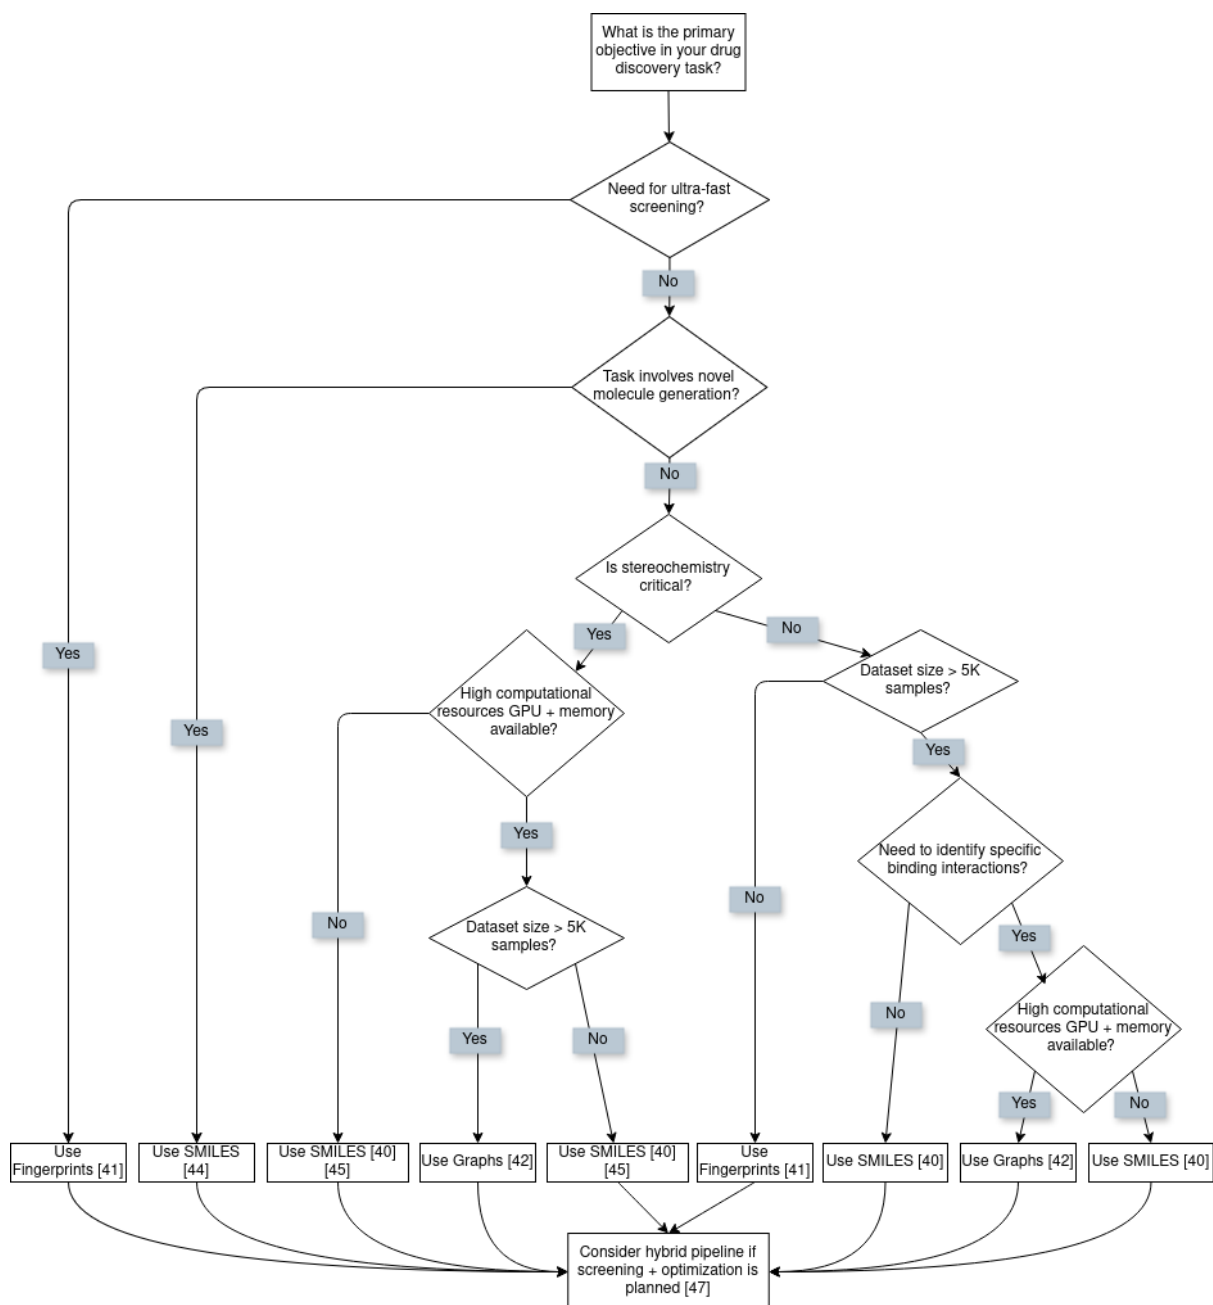 What is the primary
objective in your drug
discovery task?
Need for ultra-fast
screening?
No
Task involves novel
molecule generation?
No
Is stereochemistry
critical?
Yes
No
Yes
High computational
resources GPU + memory
available?
Dataset size > 5K
samples?
Yes
Yes
Yes
Need to identify specific
binding interactions?
No
No
Dataset size > 5K
samples?
Yes
No
High computational
resources GPU + memory
available?
Yes
No
Yes
No
Use
Fingerprints [41]
Use SMILES
[44]
Use SMILES [40]
[45]
Use Graphs [42]
Use SMILES [40]
[45]
Use
Fingerprints [41]
Use SMILES [40]
Use Graphs [42]
Use SMILES [40]
Consider hybrid pipeline if
screening + optimization is
planned [47]